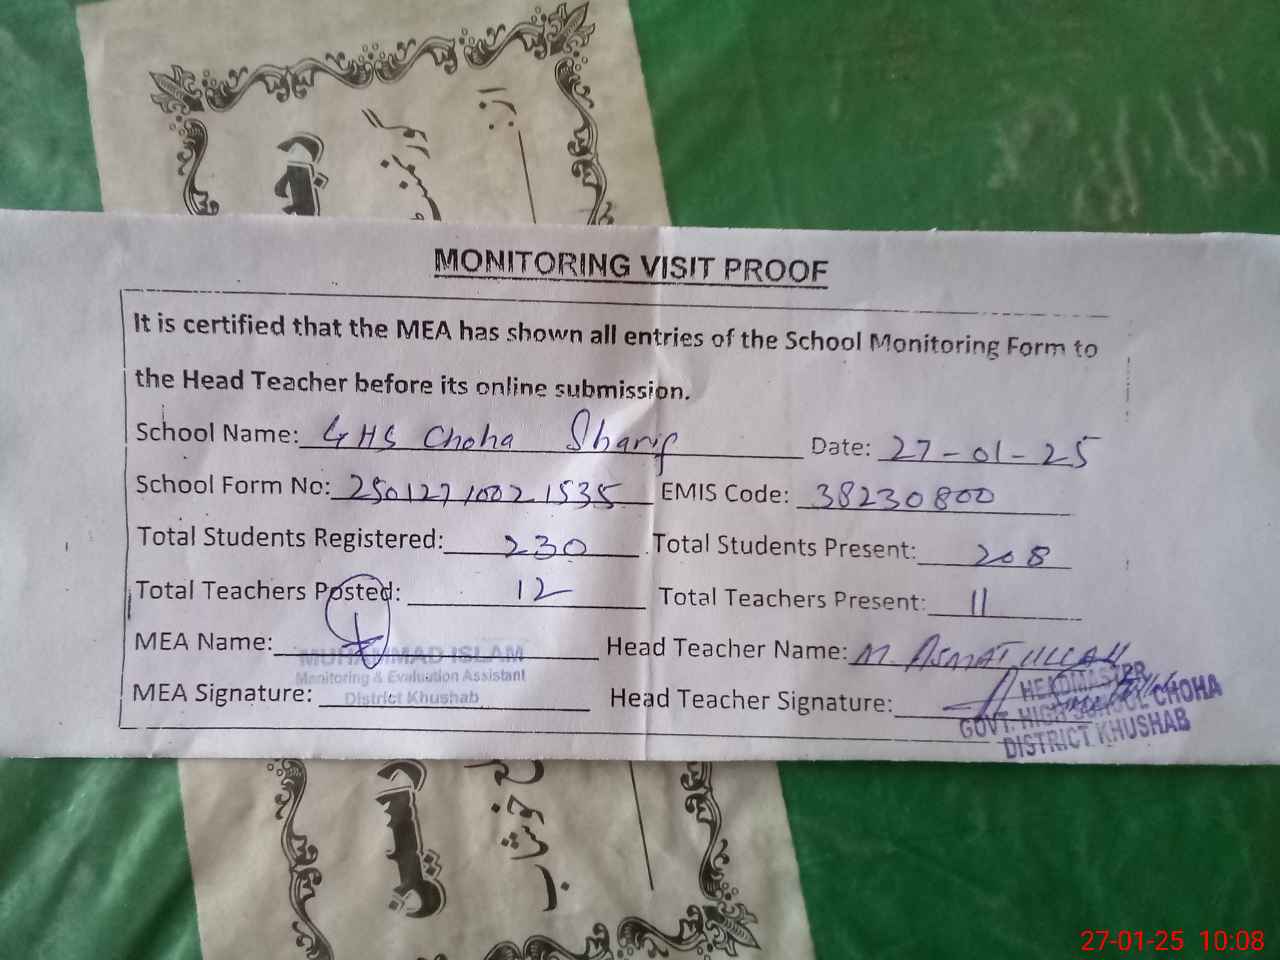 MONITORING VISIT PROOF
It is certified that the MEA has shown all entries of the School Monitoring Form to
the Head Teacher before its online submission.
School Name: GHS Choha Sharif Date: 27-01-25
School Form No: 25012710021535 EMIS Code: 38230800
Total Students Registered: 230 Total Students Present: 208
Total Teachers Posted: 12 Total Teachers Present: 11
MEA Name: Head Teacher Name: M. ASMATULLAH
MUHAMMAD ISLAM
Monitoring & Evaluation Assistant
District Khushab
MEA Signature: Head Teacher Signature:
HEADMASTER
GOVT. HIGH SCHOOL CHOHA
DISTRICT KHUSHAB
27-01-25 10:08